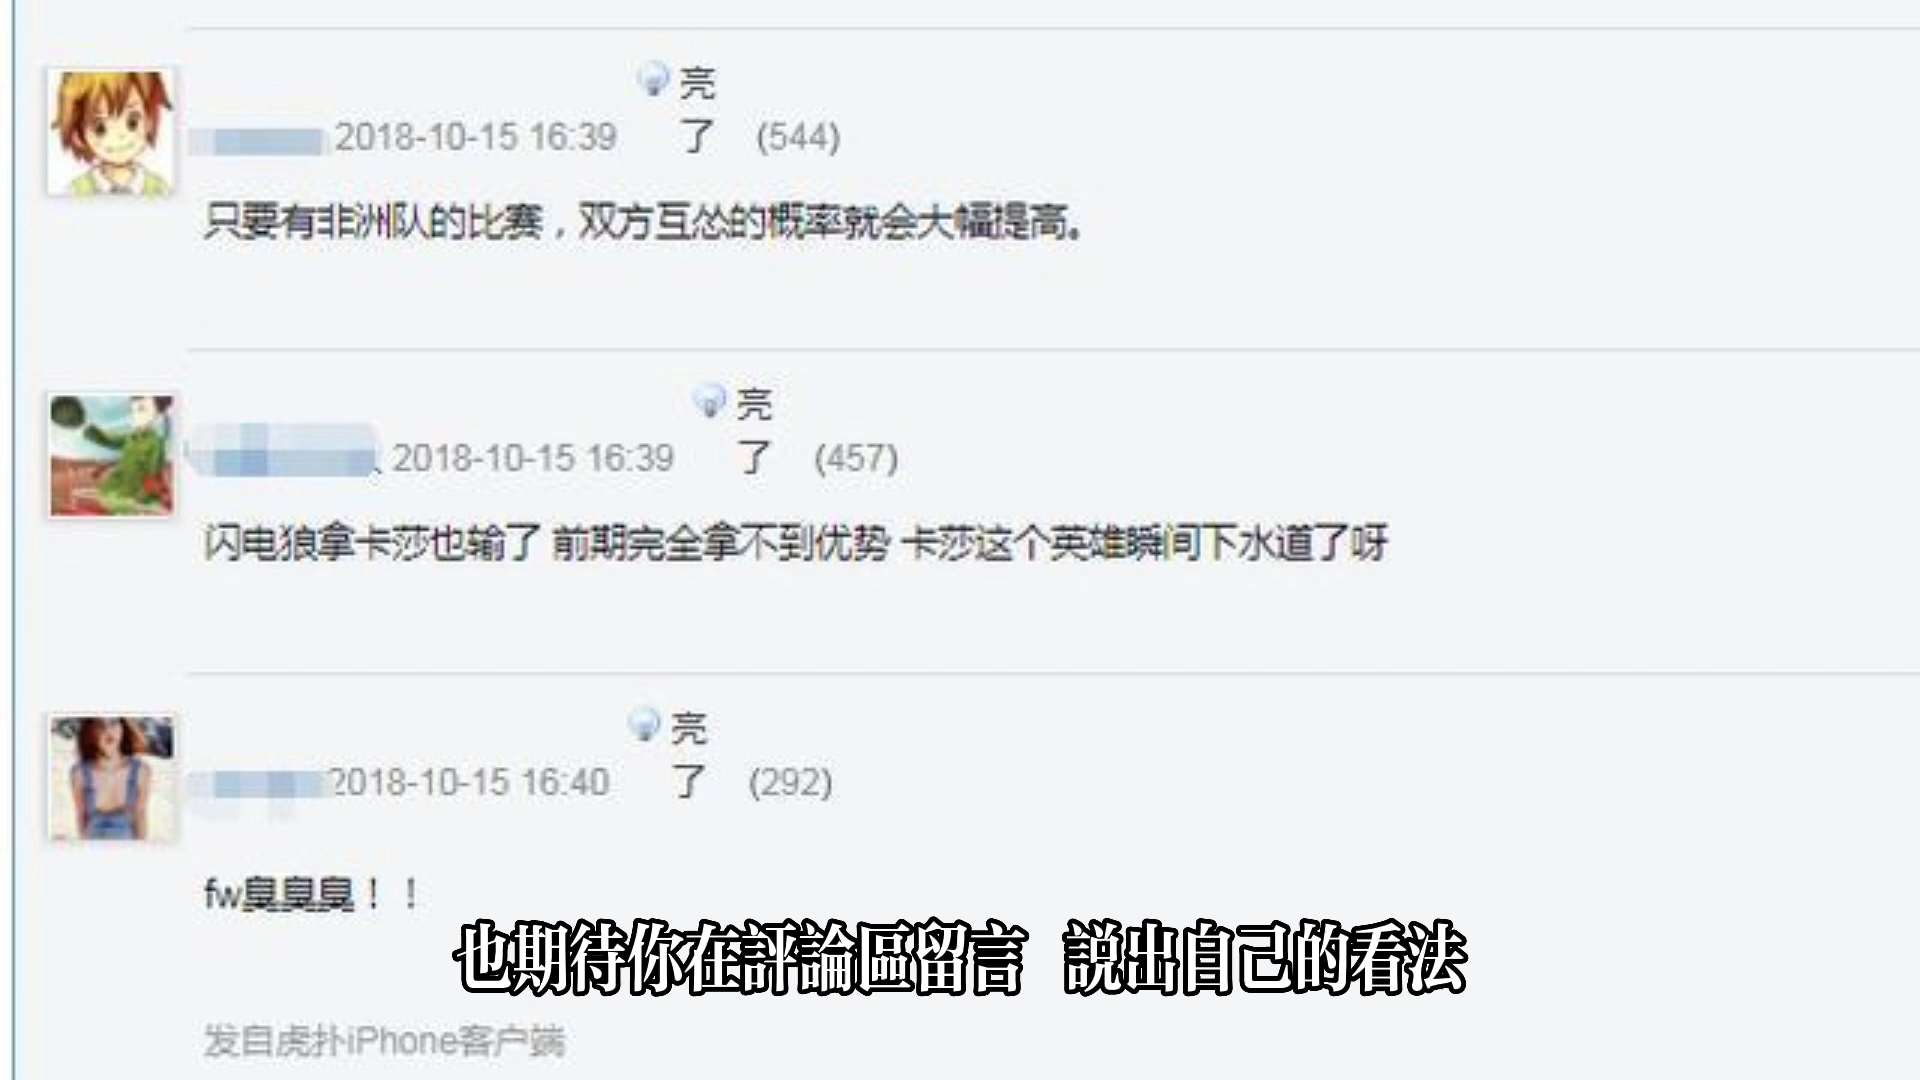 亮
2018-10-15 16:39 了 (544)
只要有非洲队的比赛，双方互怂的概率就会大幅提高。
亮
2018-10-15 16:39 了 (457)
闪电狼拿卡莎也输了 前期完全拿不到优势 卡莎这个英雄瞬间下水道了呀
亮
2018-10-15 16:40 了 (292)
fw臭臭臭！！
也期待你在評論區留言 説出自己的看法
发自虎扑iPhone客户端